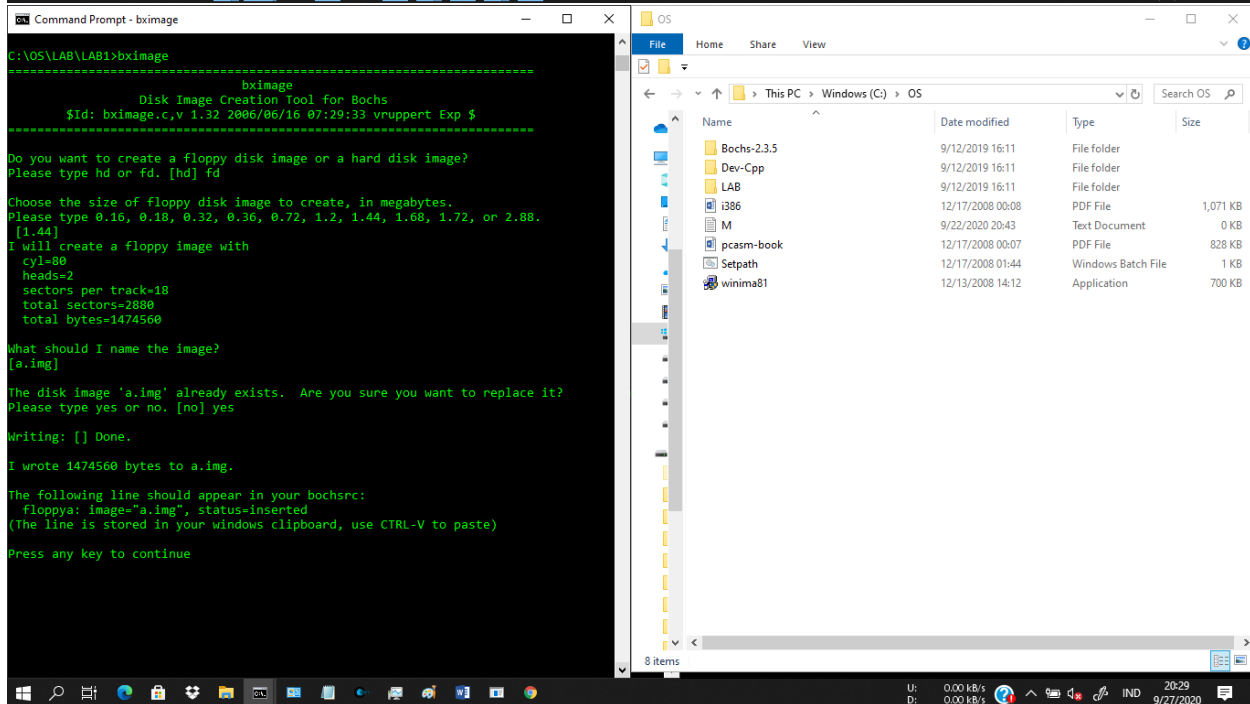 Command Prompt - bximage
C:\OS\LAB\LAB1>bximage
========================================================================
bximage
Disk Image Creation Tool for Bochs
$Id: bximage.c,v 1.32 2006/06/16 07:29:33 vruppert Exp $
========================================================================
Do you want to create a floppy disk image or a hard disk image?
Please type hd or fd. [hd] fd
Choose the size of floppy disk image to create, in megabytes.
Please type 0.16, 0.18, 0.32, 0.36, 0.72, 1.2, 1.44, 1.68, 1.72, or 2.88.
[1.44]
I will create a floppy image with
cyl=80
heads=2
sectors per track=18
total sectors=2880
total bytes=1474560
What should I name the image?
[a.img]
The disk image 'a.img' already exists.  Are you sure you want to replace it?
Please type yes or no. [no] yes
Writing: [] Done.
I wrote 1474560 bytes to a.img.
The following line should appear in your bochsrc:
floppya: image="a.img", status=inserted
(The line is stored in your windows clipboard, use CTRL-V to paste)
Press any key to continue
OS
File Home Share View
This PC > Windows (C:) > OS
Search OS
Name Date modified Type Size
Bochs-2.3.5 9/12/2019 16:11 File folder
Dev-Cpp 9/12/2019 16:11 File folder
LAB 9/12/2019 16:11 File folder
i386 12/17/2008 00:08 PDF File 1,071 KB
M 9/22/2020 20:43 Text Document 0 KB
pcasm-book 12/17/2008 00:07 PDF File 828 KB
Setpath 12/17/2008 01:44 Windows Batch File 1 KB
winima81 12/13/2008 14:12 Application 700 KB
8 items
U: 0.00 kB/s
D: 0.00 kB/s
IND
20:29
9/27/2020